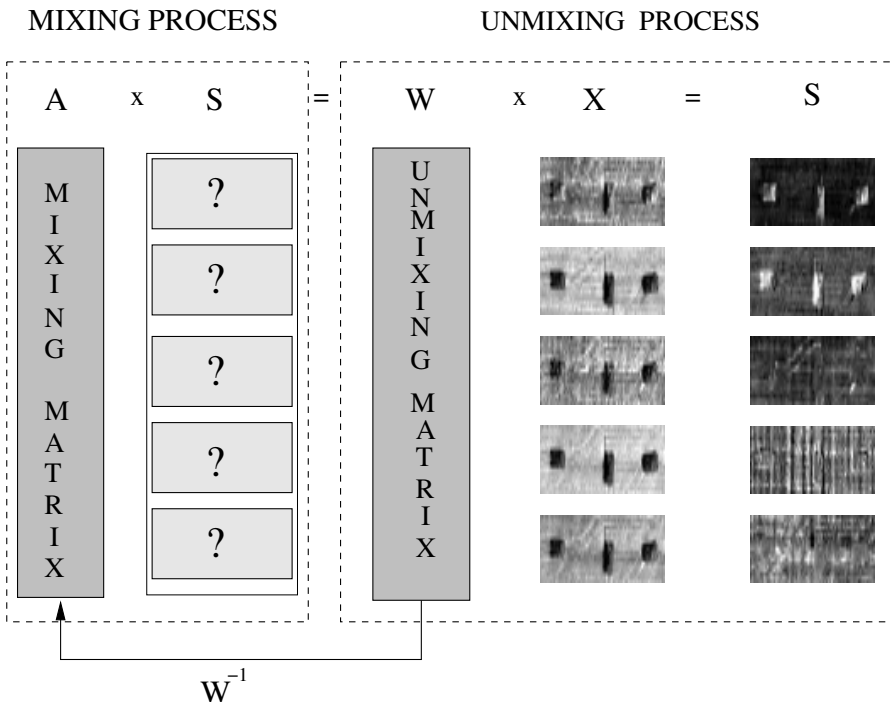 MIXING PROCESS
UNMIXING PROCESS
A x S = W x X = S
MIXING MATRIX
?
?
?
?
?
UNMIXING MATRIX
W⁻¹